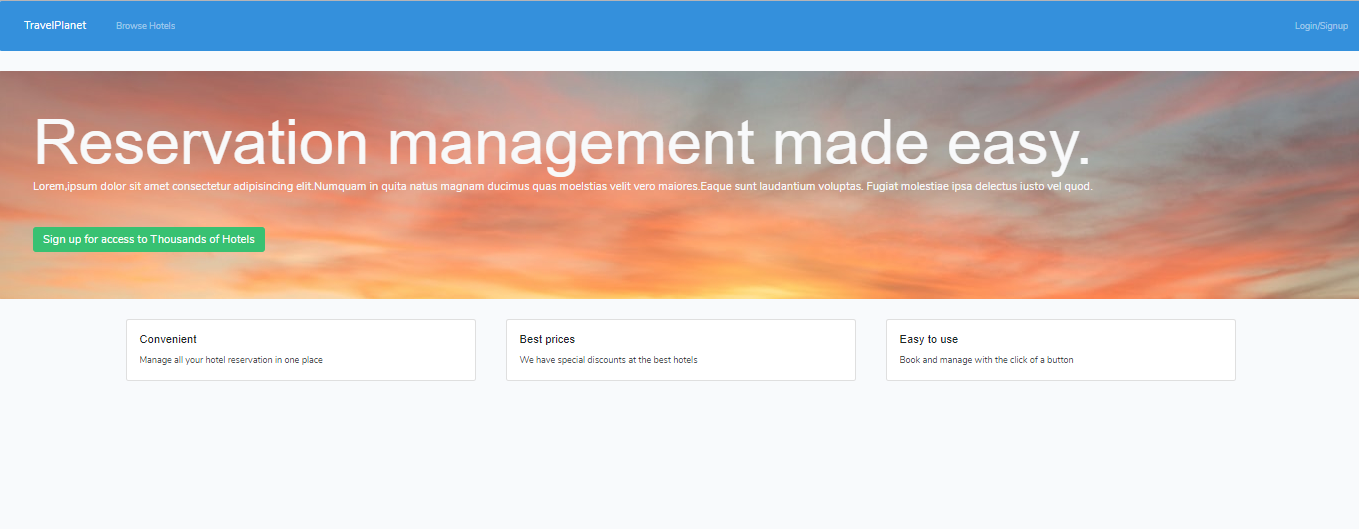 TravelPlanet Browse Hotels Login/Signup
Reservation management made easy.
Lorem,ipsum dolor sit amet consectetur adipisincing elit.Numquam in quita natus magnam ducimus quas moelstias velit vero maiores.Eaque sunt laudantium voluptas. Fugiat molestiae ipsa delectus iusto vel quod.
Sign up for access to Thousands of Hotels
Convenient
Manage all your hotel reservation in one place
Best prices
We have special discounts at the best hotels
Easy to use
Book and manage with the click of a button